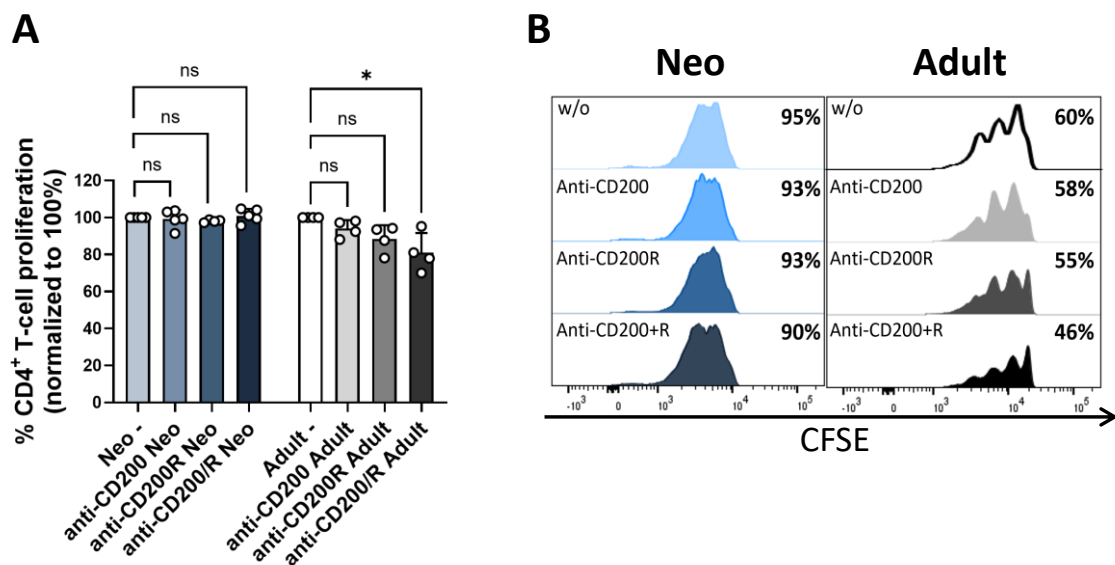 A
ns
*
ns
ns
ns
ns
% CD4⁺ T-cell proliferation
(normalized to 100%)
120
100
80
60
40
20
0
Neo -
anti-CD200 Neo
anti-CD200R Neo
anti-CD200/R Neo
Adult -
anti-CD200 Adult
anti-CD200R Adult
anti-CD200/R Adult
B
Neo
Adult
w/o
95%
w/o
60%
Anti-CD200
93%
Anti-CD200
58%
Anti-CD200R
93%
Anti-CD200R
55%
Anti-CD200+R
90%
Anti-CD200+R
46%
-10³ 0 10³ 10⁴ 10⁵
-10³ 0 10³ 10⁴ 10⁵
CFSE